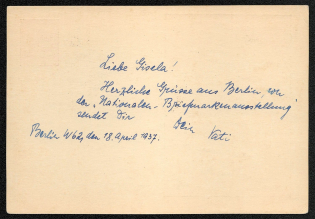 Liebe Gisela!
Herzliche Grüsse aus Berlin, von
der „Nationalen - Briefmarkenausstellung"
sendet Dir
Dein Vati
Berlin W 62, den 18. April 1937.